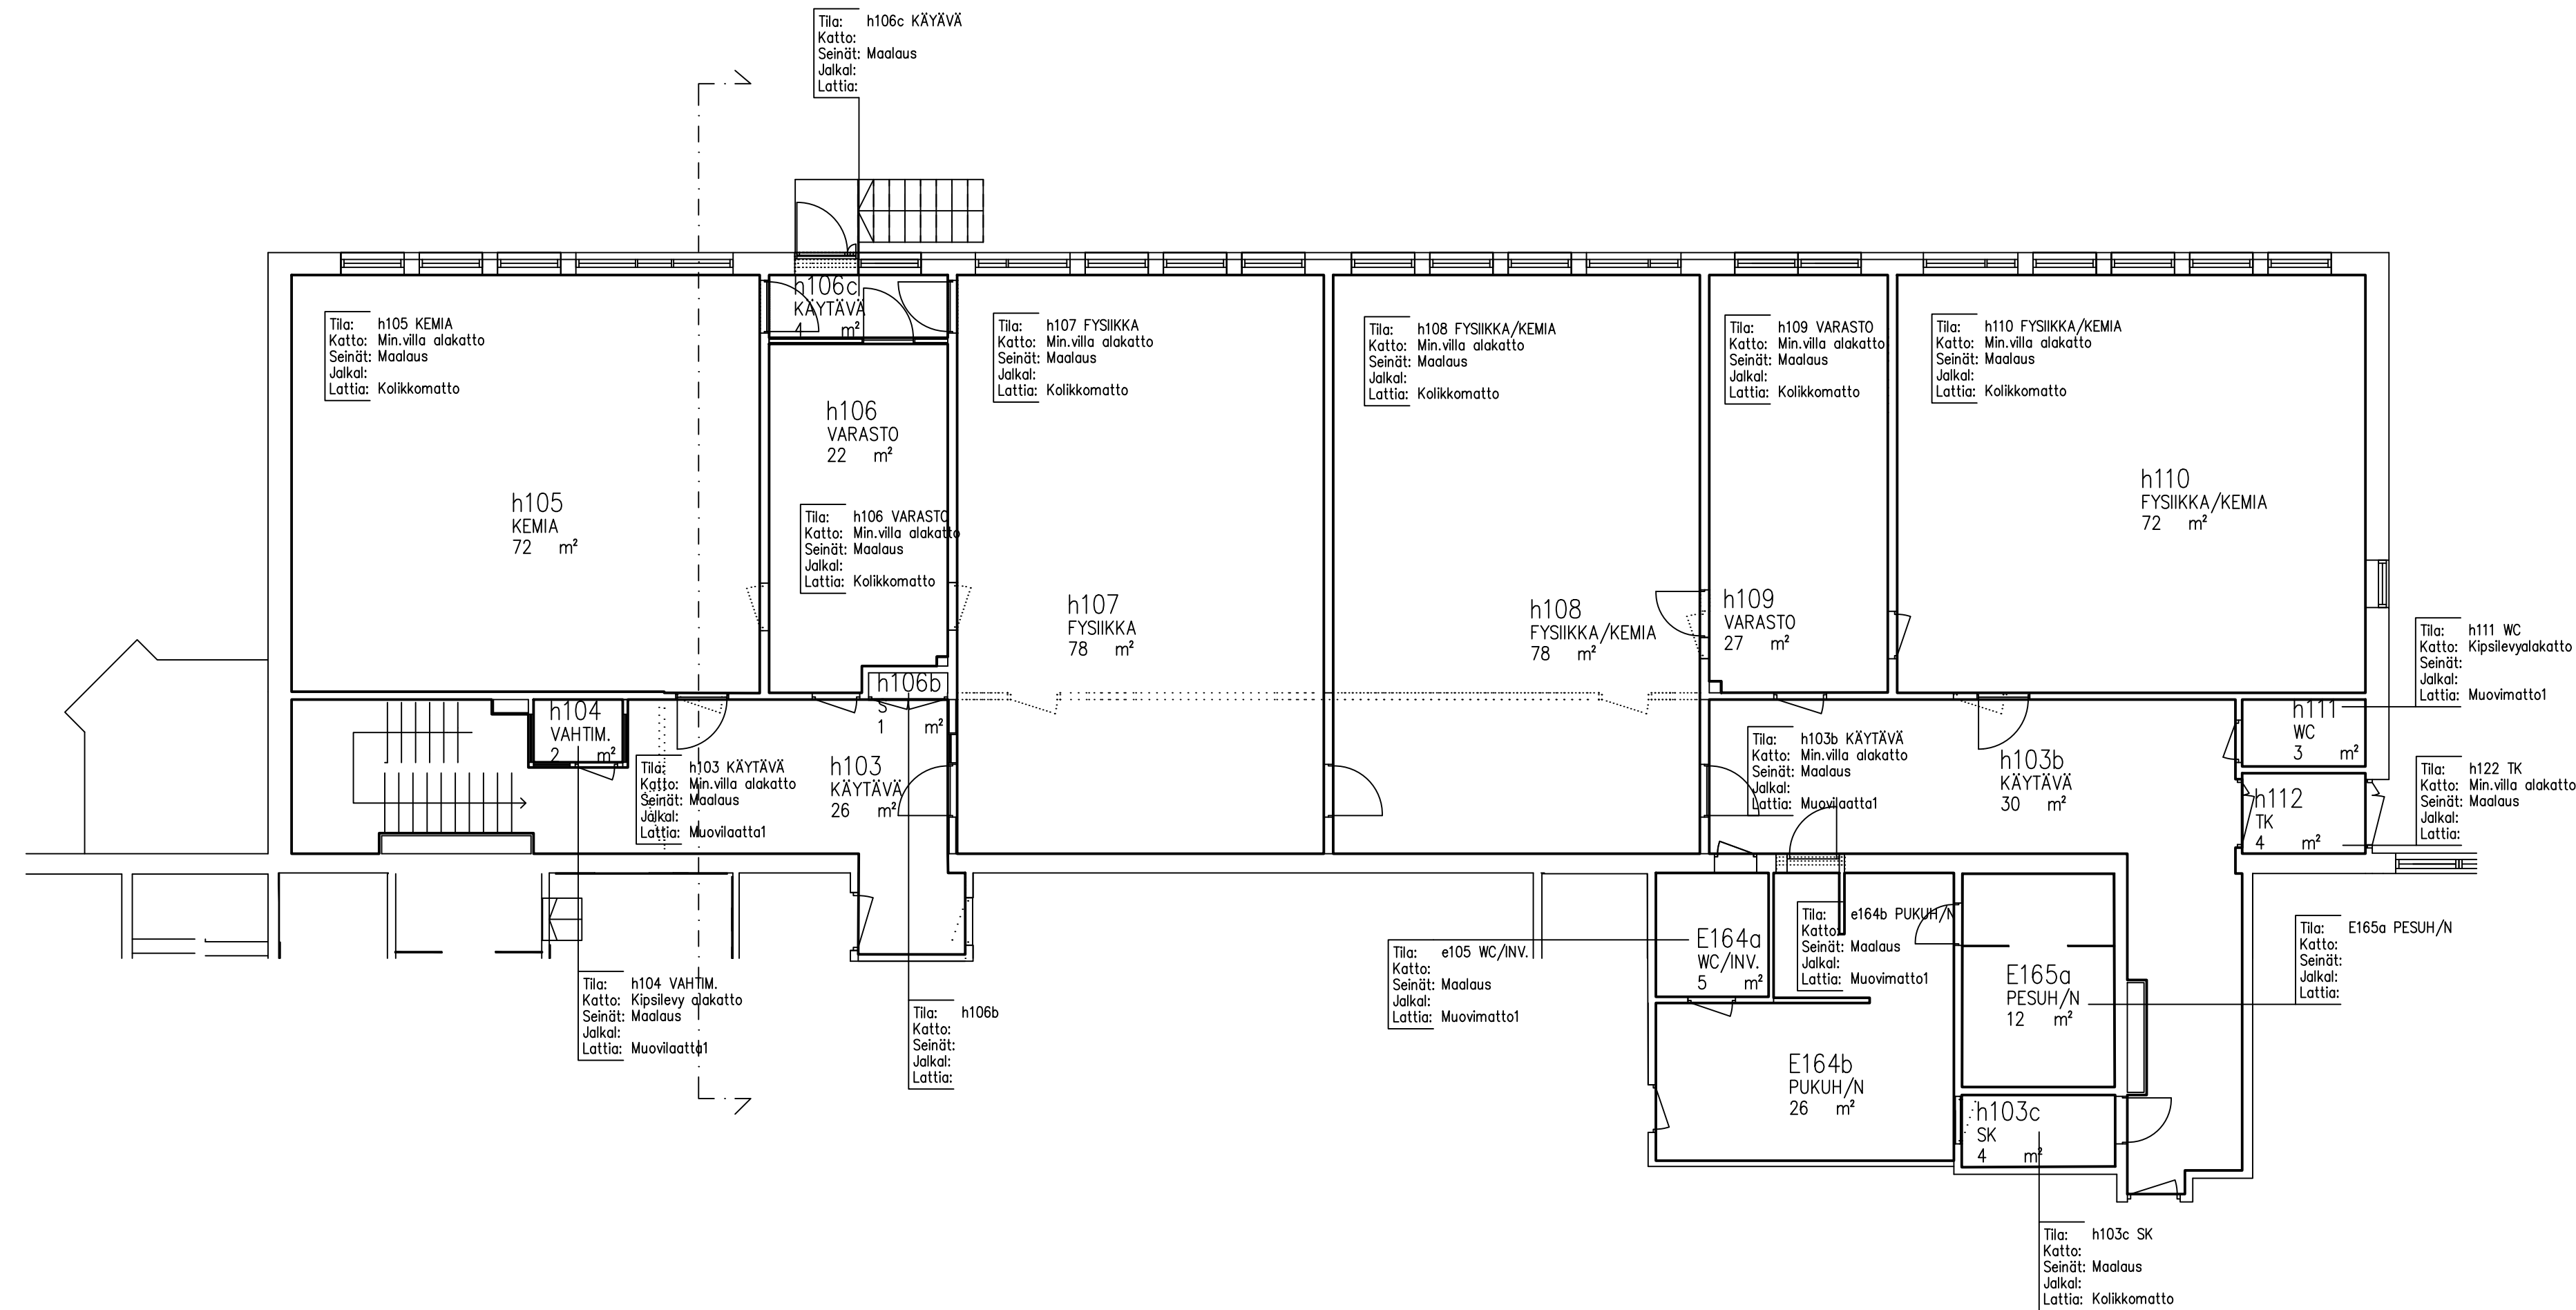 Tila: h106c KÄYÄVÄ
Katto:
Seinät: Maalaus
Jalkal:
Lattia:
h106c
KÄYTÄVÄ
4 m²
Tila: h105 KEMIA
Katto: Min.villa alakatto
Seinät: Maalaus
Jalkal:
Lattia: Kolikkomatto
Tila: h107 FYSIIKKA
Katto: Min.villa alakatto
Seinät: Maalaus
Jalkal:
Lattia: Kolikkomatto
Tila: h108 FYSIIKKA/KEMIA
Katto: Min.villa alakatto
Seinät: Maalaus
Jalkal:
Lattia: Kolikkomatto
Tila: h109 VARASTO
Katto: Min.villa alakatto
Seinät: Maalaus
Jalkal:
Lattia: Kolikkomatto
Tila: h110 FYSIIKKA/KEMIA
Katto: Min.villa alakatto
Seinät: Maalaus
Jalkal:
Lattia: Kolikkomatto
h106
VARASTO
22 m²
h105
KEMIA
72 m²
Tila: h106 VARASTO
Katto: Min.villa alakatto
Seinät: Maalaus
Jalkal:
Lattia: Kolikkomatto
h110
FYSIIKKA/KEMIA
72 m²
h107
FYSIIKKA
78 m²
h108
FYSIIKKA/KEMIA
78 m²
h109
VARASTO
27 m²
Tila: h111 WC
Katto: Kipsilevyalakatto
Seinät:
Jalkal:
Lattia: Muovimatto1
h106b
S
1 m²
h104
VAHTIM.
2 m²
h111
WC
3 m²
Tila: h103 KÄYTÄVÄ
Katto: Min.villa alakatto
Seinät: Maalaus
Jalkal:
Lattia: Muovilaatta1
h103
KÄYTÄVÄ
26 m²
Tila: h103b KÄYTÄVÄ
Katto: Min.villa alakatto
Seinät: Maalaus
Jalkal:
Lattia: Muovilaatta1
h103b
KÄYTÄVÄ
30 m²
Tila: h122 TK
Katto: Min.villa alakatto
Seinät: Maalaus
Jalkal:
Lattia:
h112
TK
4 m²
Tila: e164b PUKUH/N
Katto:
Seinät: Maalaus
Jalkal:
Lattia: Muovimatto1
Tila: E165a PESUH/N
Katto:
Seinät:
Jalkal:
Lattia:
E164a
WC/INV.
5 m²
Tila: e105 WC/INV.
Katto:
Seinät: Maalaus
Jalkal:
Lattia: Muovimatto1
E165a
PESUH/N
12 m²
Tila: h104 VAHTIM.
Katto: Kipsilevy alakatto
Seinät: Maalaus
Jalkal:
Lattia: Muovilaatta1
Tila: h106b
Katto:
Seinät:
Jalkal:
Lattia:
E164b
PUKUH/N
26 m²
h103c
SK
4 m²
Tila: h103c SK
Katto:
Seinät: Maalaus
Jalkal:
Lattia: Kolikkomatto